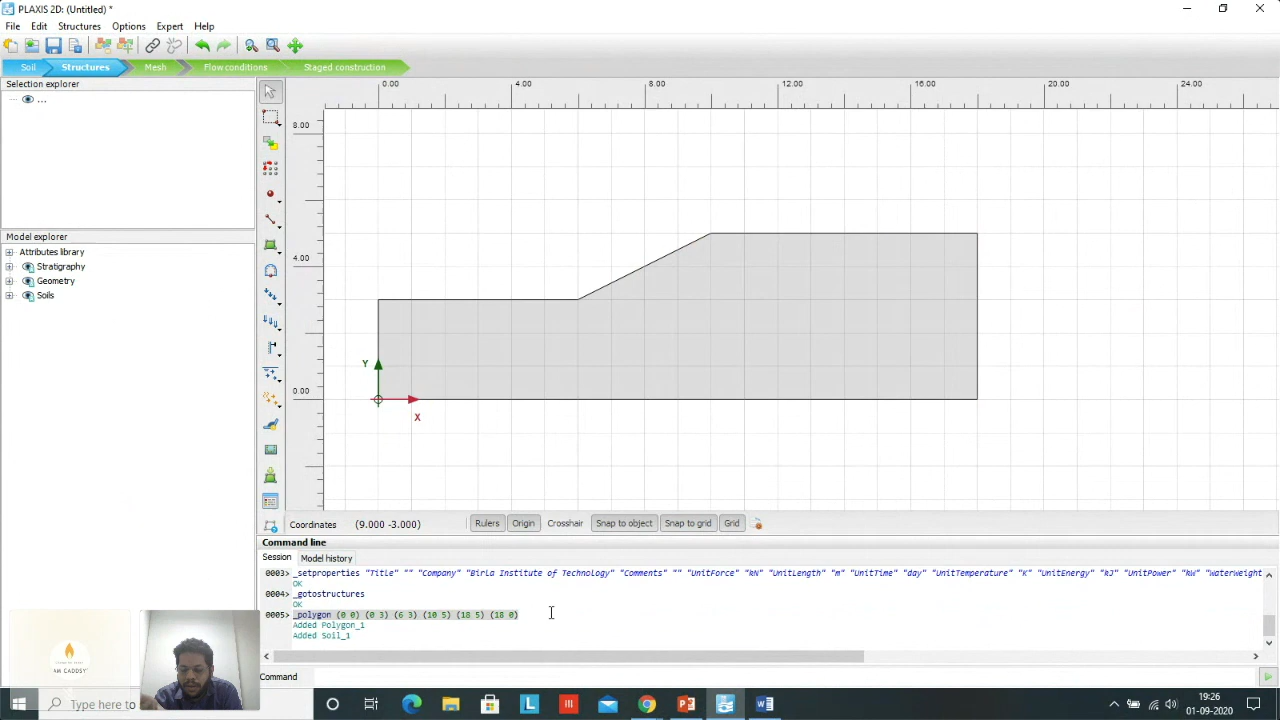 PLAXIS 2D: (Untitled) *
File Edit Structures Options Expert Help
Soil Structures Mesh Flow conditions Staged construction
Selection explorer
...
Model explorer
Attributes library
Stratigraphy
Geometry
Soils
0.00 4.00 8.00 12.00 16.00 20.00 24.00
8.00
4.00
0.00
Y
X
Coordinates (9.000 -3.000) Rulers Origin Crosshair Snap to object Snap to grid Grid
Command line
Session Model history
0003> _setproperties "Title" "" "Company" "Birla Institute of Technology" "Comments" "" "UnitForce" "kN" "UnitLength" "m" "UnitTime" "day" "UnitTemperature" "K" "UnitEnergy" "kJ" "UnitPower" "kW" "WaterWeight
OK
0004> _gotostructures
OK
0005> _polygon (0 0) (0 3) (6 3) (10 5) (18 5) (18 0)
Added Polygon_1
Added Soil_1
Command
AM CADDSY
Type here to
19:26
01-09-2020